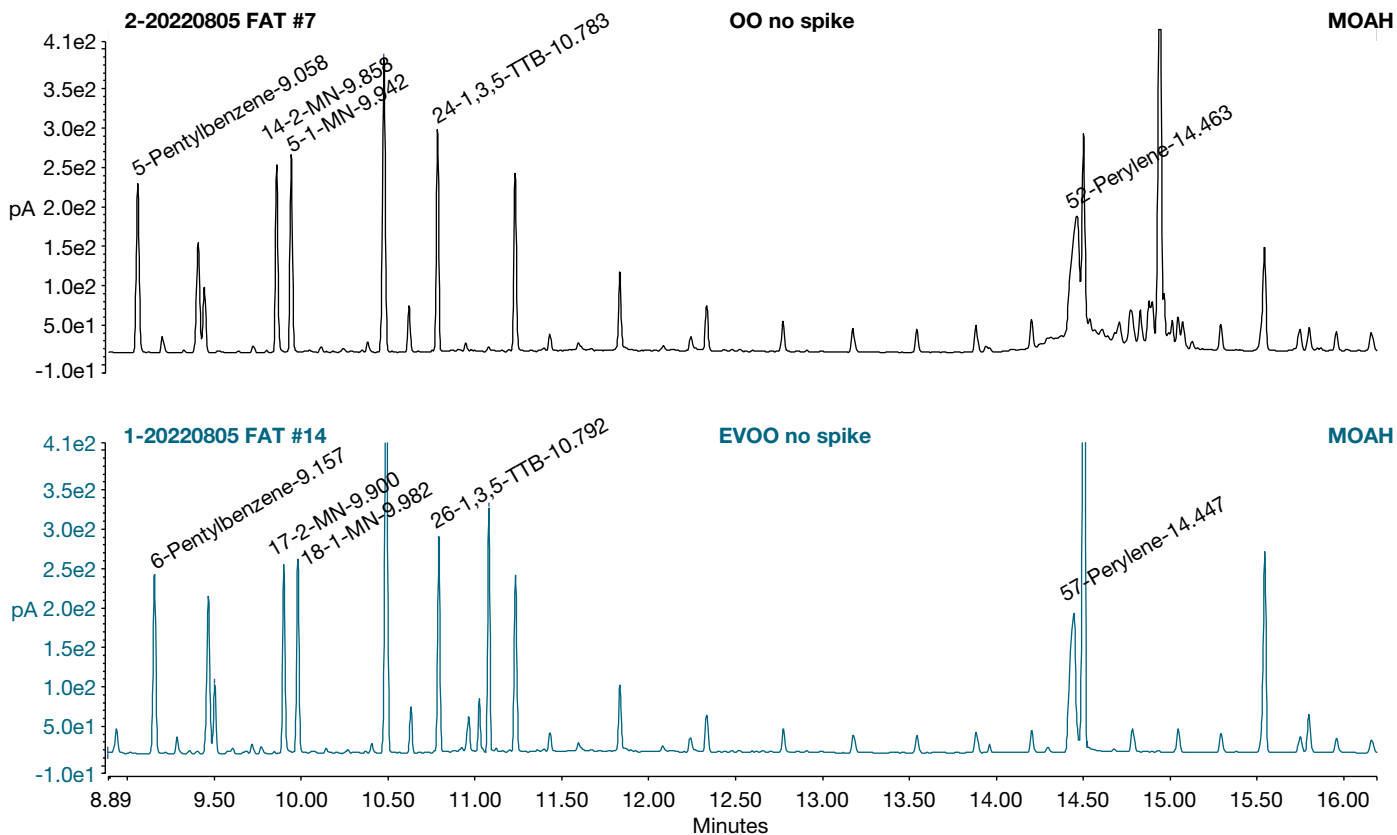 2-20220805 FAT #7 OO no spike MOAH
4.1e2
3.5e2
3.0e2
2.5e2
pA 2.0e2
1.5e2
1.0e2
5.0e1
-1.0e1
5-Pentylbenzene-9.058
14-2-MN-9.858
5-1-MN-9.942
24-1,3,5-TTB-10.783
52-Perylene-14.463
1-20220805 FAT #14 EVOO no spike MOAH
4.1e2
3.5e2
3.0e2
2.5e2
pA 2.0e2
1.5e2
1.0e2
5.0e1
-1.0e1
6-Pentylbenzene-9.157
17-2-MN-9.900
18-1-MN-9.982
26-1,3,5-TTB-10.792
57-Perylene-14.447
8.89 9.50 10.00 10.50 11.00 11.50 12.00 12.50 13.00 13.50 14.00 14.50 15.00 15.50 16.00
Minutes